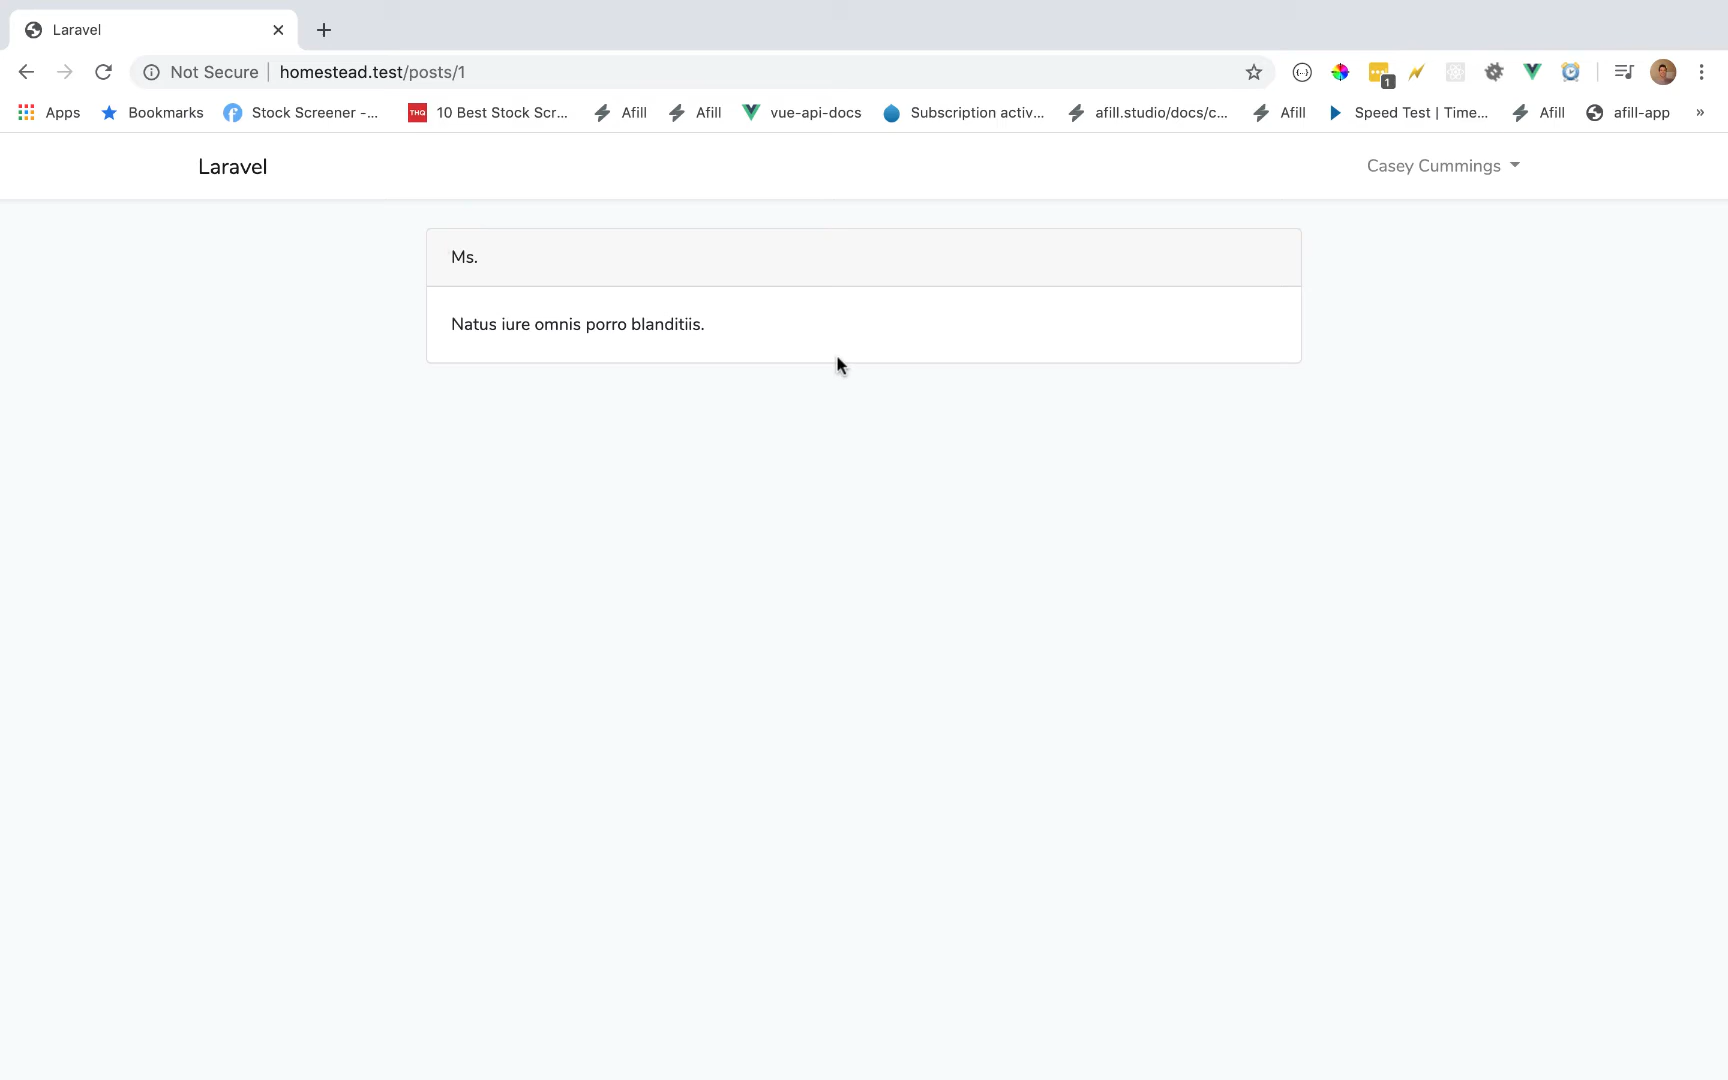 Laravel
Not Secure | homestead.test/posts/1
1
Apps Bookmarks Stock Screener -... THQ 10 Best Stock Scr... Afill Afill vue-api-docs Subscription activ... afill.studio/docs/c... Afill Speed Test | Time... Afill afill-app »
Laravel Casey Cummings
Ms.
Natus iure omnis porro blanditiis.